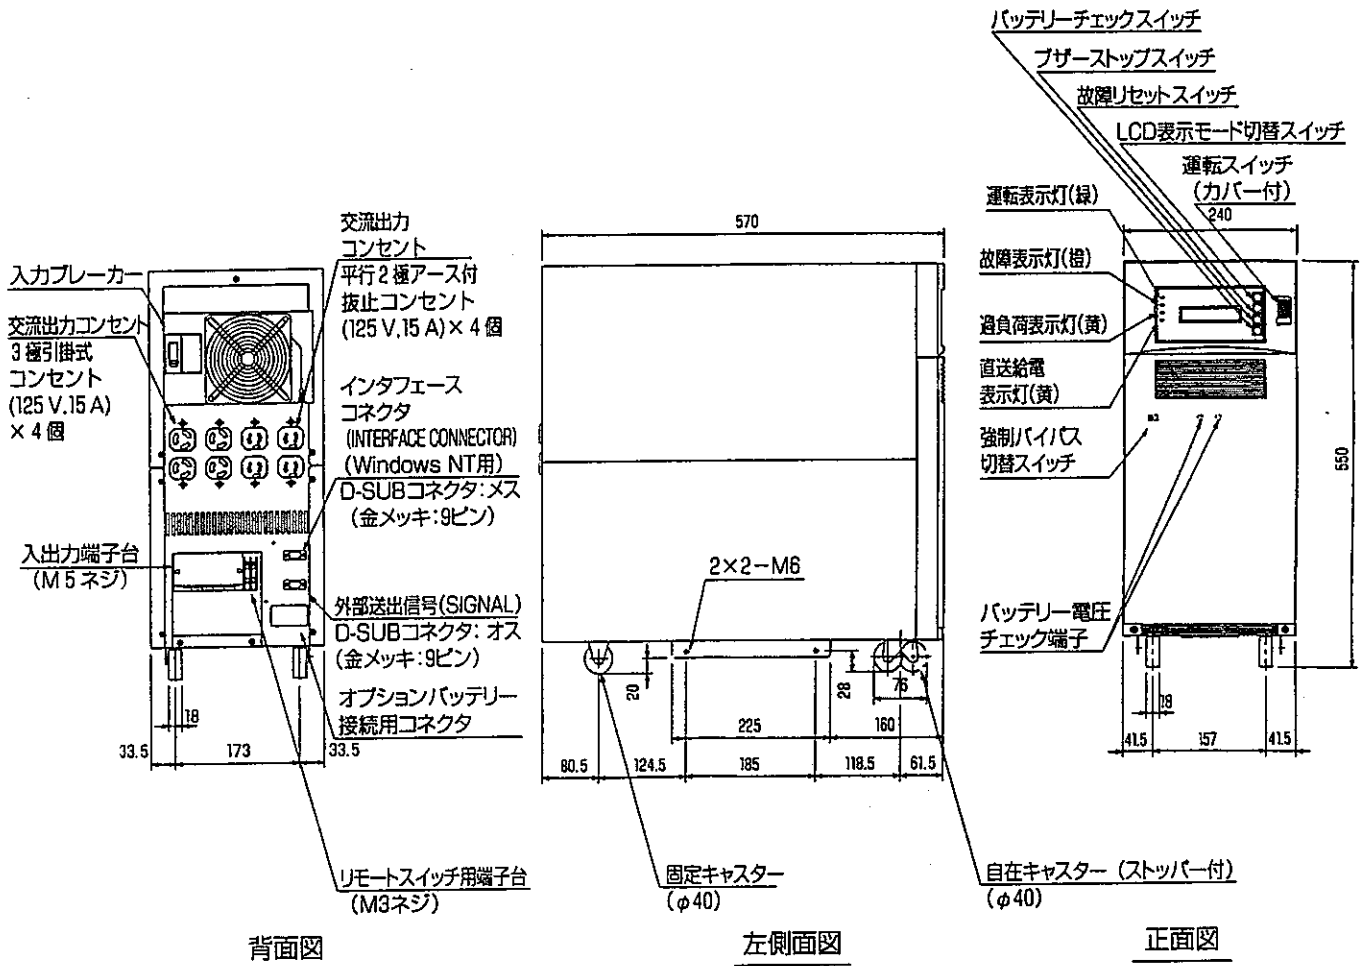 バッテリーチェックスイッチ
ブザーストップスイッチ
故障リセットスイッチ
LCD表示モード切替スイッチ
運転スイッチ
(カバー付)
運転表示灯(緑)
240
故障表示灯(橙)
過負荷表示灯(黄)
直送給電
表示灯(黄)
強制バイパス
切替スイッチ
550
バッテリー電圧
チェック端子
18
41.5
157
41.5
正面図
570
2×2-M6
20
28
76
225
160
80.5
124.5
185
118.5
61.5
固定キャスター
(φ40)
自在キャスター (ストッパー付)
(φ40)
左側面図
交流出力
コンセント
平行2極アース付
抜止コンセント
(125 V,15 A)×4個
入力ブレーカー
交流出力コンセント
3極引掛式
コンセント
(125 V,15 A)
×4個
インタフェース
コネクタ
(INTERFACE CONNECTOR)
(Windows NT用)
D-SUBコネクタ:メス
(金メッキ:9ピン)
入出力端子台
(M5ネジ)
外部送出信号(SIGNAL)
D-SUBコネクタ:オス
(金メッキ:9ピン)
オプションバッテリー
接続用コネクタ
18
33.5
173
33.5
リモートスイッチ用端子台
(M3ネジ)
背面図